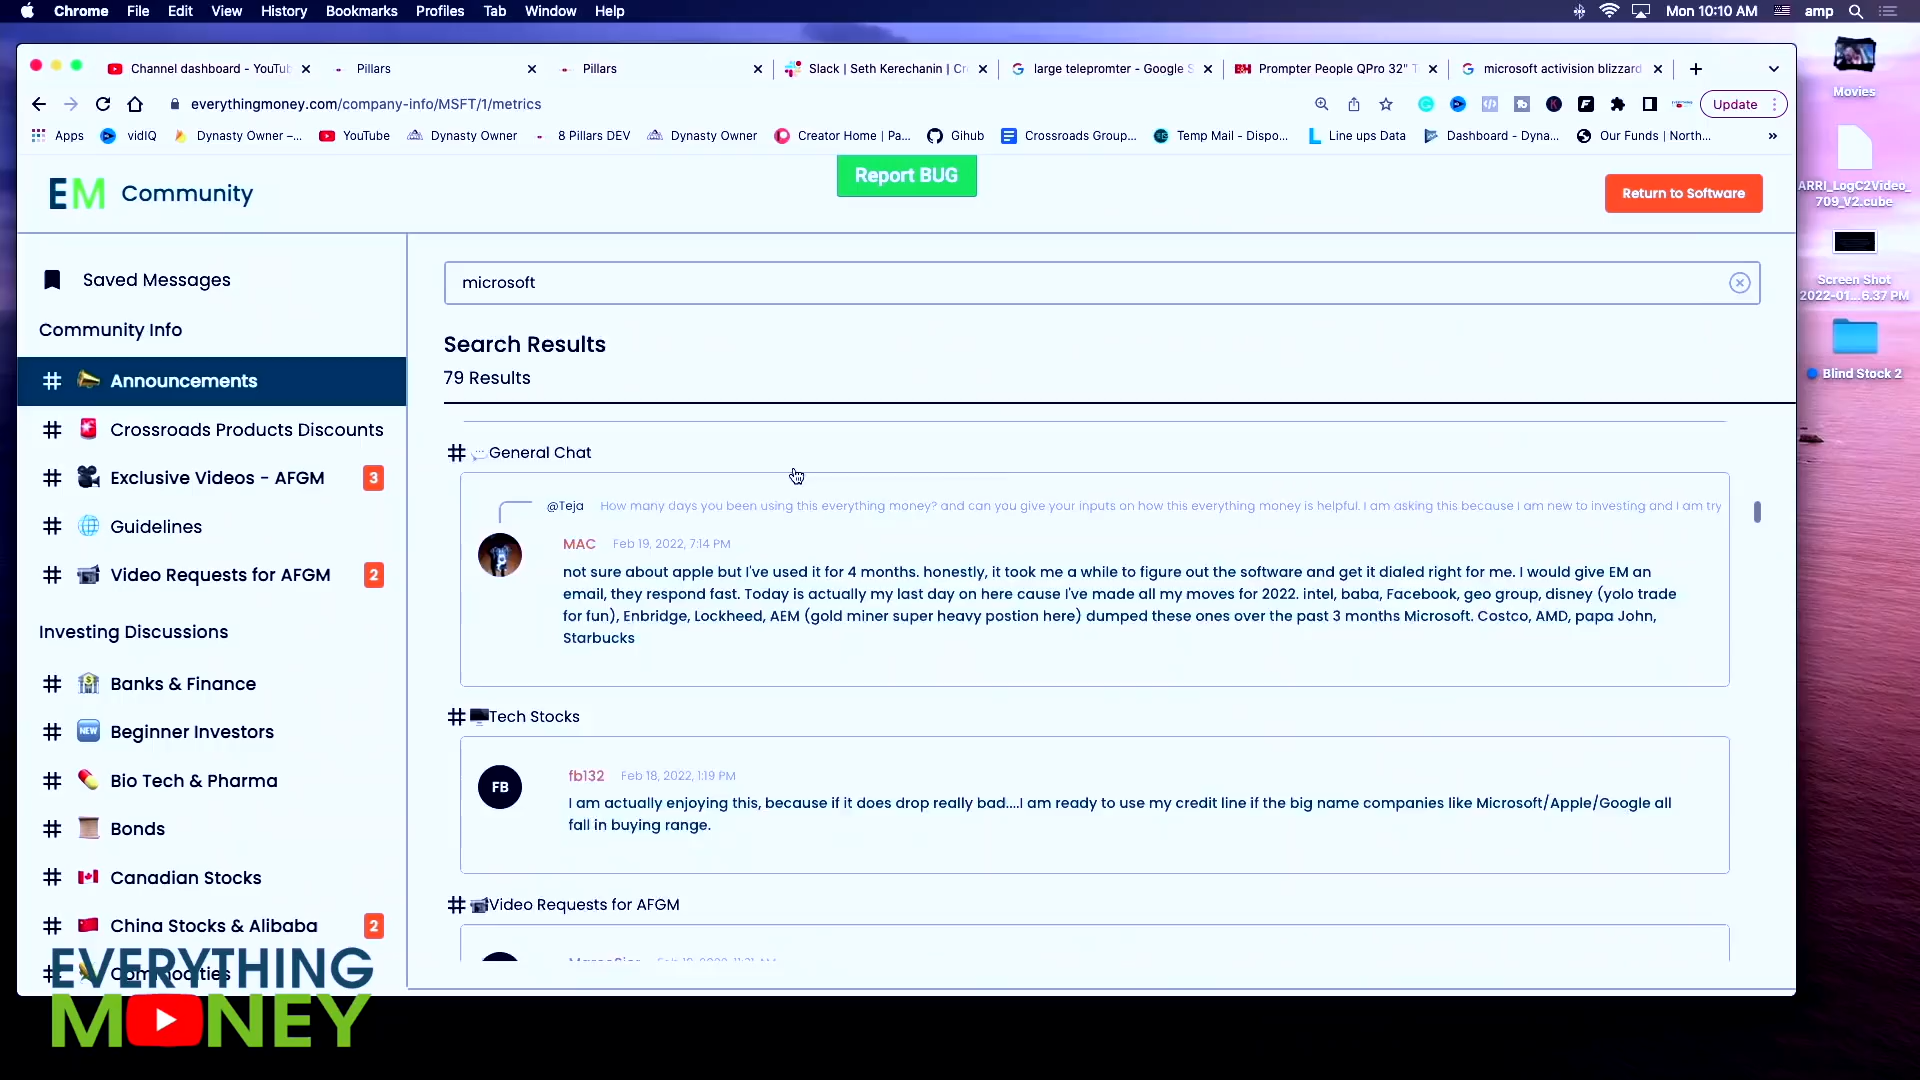 Chrome File Edit View History Bookmarks Profiles Tab Window Help Mon 10:10 AM amp
Channel dashboard - YouTub Pillars Pillars Slack | Seth Kerechanin | Cr large telepromter - Google S Prompter People QPro 32" T microsoft activision blizzard
everythingmoney.com/company-info/MSFT/1/metrics Update
Apps vidIQ Dynasty Owner –... YouTube Dynasty Owner 8 Pillars DEV Dynasty Owner Creator Home | Pa... Gihub Crossroads Group... Temp Mail - Dispo... Line ups Data Dashboard - Dyna... Our Funds | North... »
Movies
ARRI_LogC2Video_
709_V2.cube
Screen Shot
2022-01...6.37 PM
Blind Stock 2
EM Community
Report BUG
Return to Software
Saved Messages
Community Info
# Announcements
# Crossroads Products Discounts
# Exclusive Videos - AFGM 3
# Guidelines
# Video Requests for AFGM 2
Investing Discussions
# Banks & Finance
# NEW Beginner Investors
# Bio Tech & Pharma
# Bonds
# Canadian Stocks
# China Stocks & Alibaba 2
# Commodities
EVERYTHING
MONEY
microsoft
Search Results
79 Results
# General Chat
@Teja How many days you been using this everything money? and can you give your inputs on how this everything money is helpful. I am asking this because I am new to investing and I am try
MAC Feb 19, 2022, 7:14 PM
not sure about apple but I've used it for 4 months. honestly, it took me a while to figure out the software and get it dialed right for me. I would give EM an
email, they respond fast. Today is actually my last day on here cause I've made all my moves for 2022. intel, baba, Facebook, geo group, disney (yolo trade
for fun), Enbridge, Lockheed, AEM (gold miner super heavy postion here) dumped these ones over the past 3 months Microsoft. Costco, AMD, papa John,
Starbucks
# Tech Stocks
FB fb132 Feb 18, 2022, 1:19 PM
I am actually enjoying this, because if it does drop really bad....I am ready to use my credit line if the big name companies like Microsoft/Apple/Google all
fall in buying range.
# Video Requests for AFGM